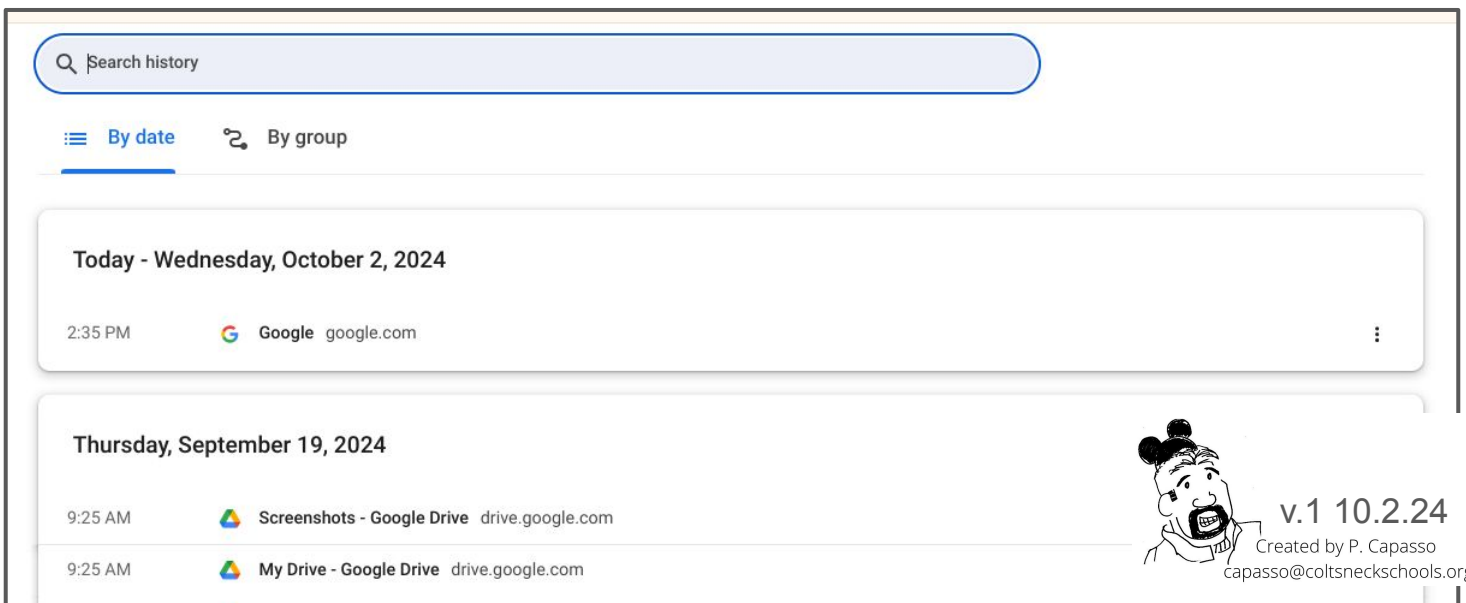 Search history
By date By group
Today - Wednesday, October 2, 2024
2:35 PM Google google.com
Thursday, September 19, 2024
9:25 AM Screenshots - Google Drive drive.google.com
9:25 AM My Drive - Google Drive drive.google.com
v.1 10.2.24
Created by P. Capasso
capasso@coltsneckschools.org